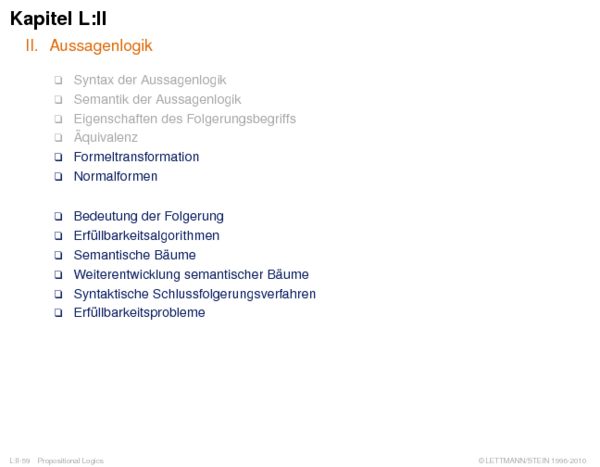 Kapitel L:II
II. Aussagenlogik
❑ Syntax der Aussagenlogik
❑ Semantik der Aussagenlogik
❑ Eigenschaften des Folgerungsbegriffs
❑ Äquivalenz
❑ Formeltransformation
❑ Normalformen
❑ Bedeutung der Folgerung
❑ Erfüllbarkeitsalgorithmen
❑ Semantische Bäume
❑ Weiterentwicklung semantischer Bäume
❑ Syntaktische Schlussfolgerungsverfahren
❑ Erfüllbarkeitsprobleme
L:II-59 Propositional Logics © LETTMANN/STEIN 1996-2010